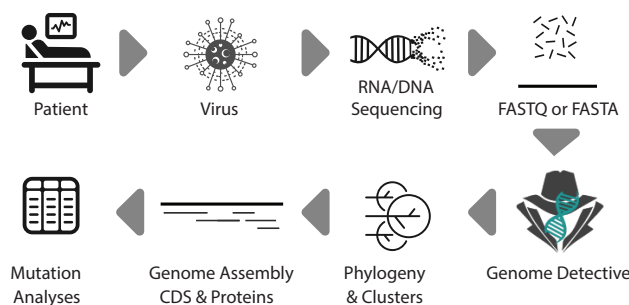 Patient
Virus
RNA/DNA
Sequencing
FASTQ or FASTA
Genome Detective
Phylogeny
& Clusters
Genome Assembly
CDS & Proteins
Mutation
Analyses